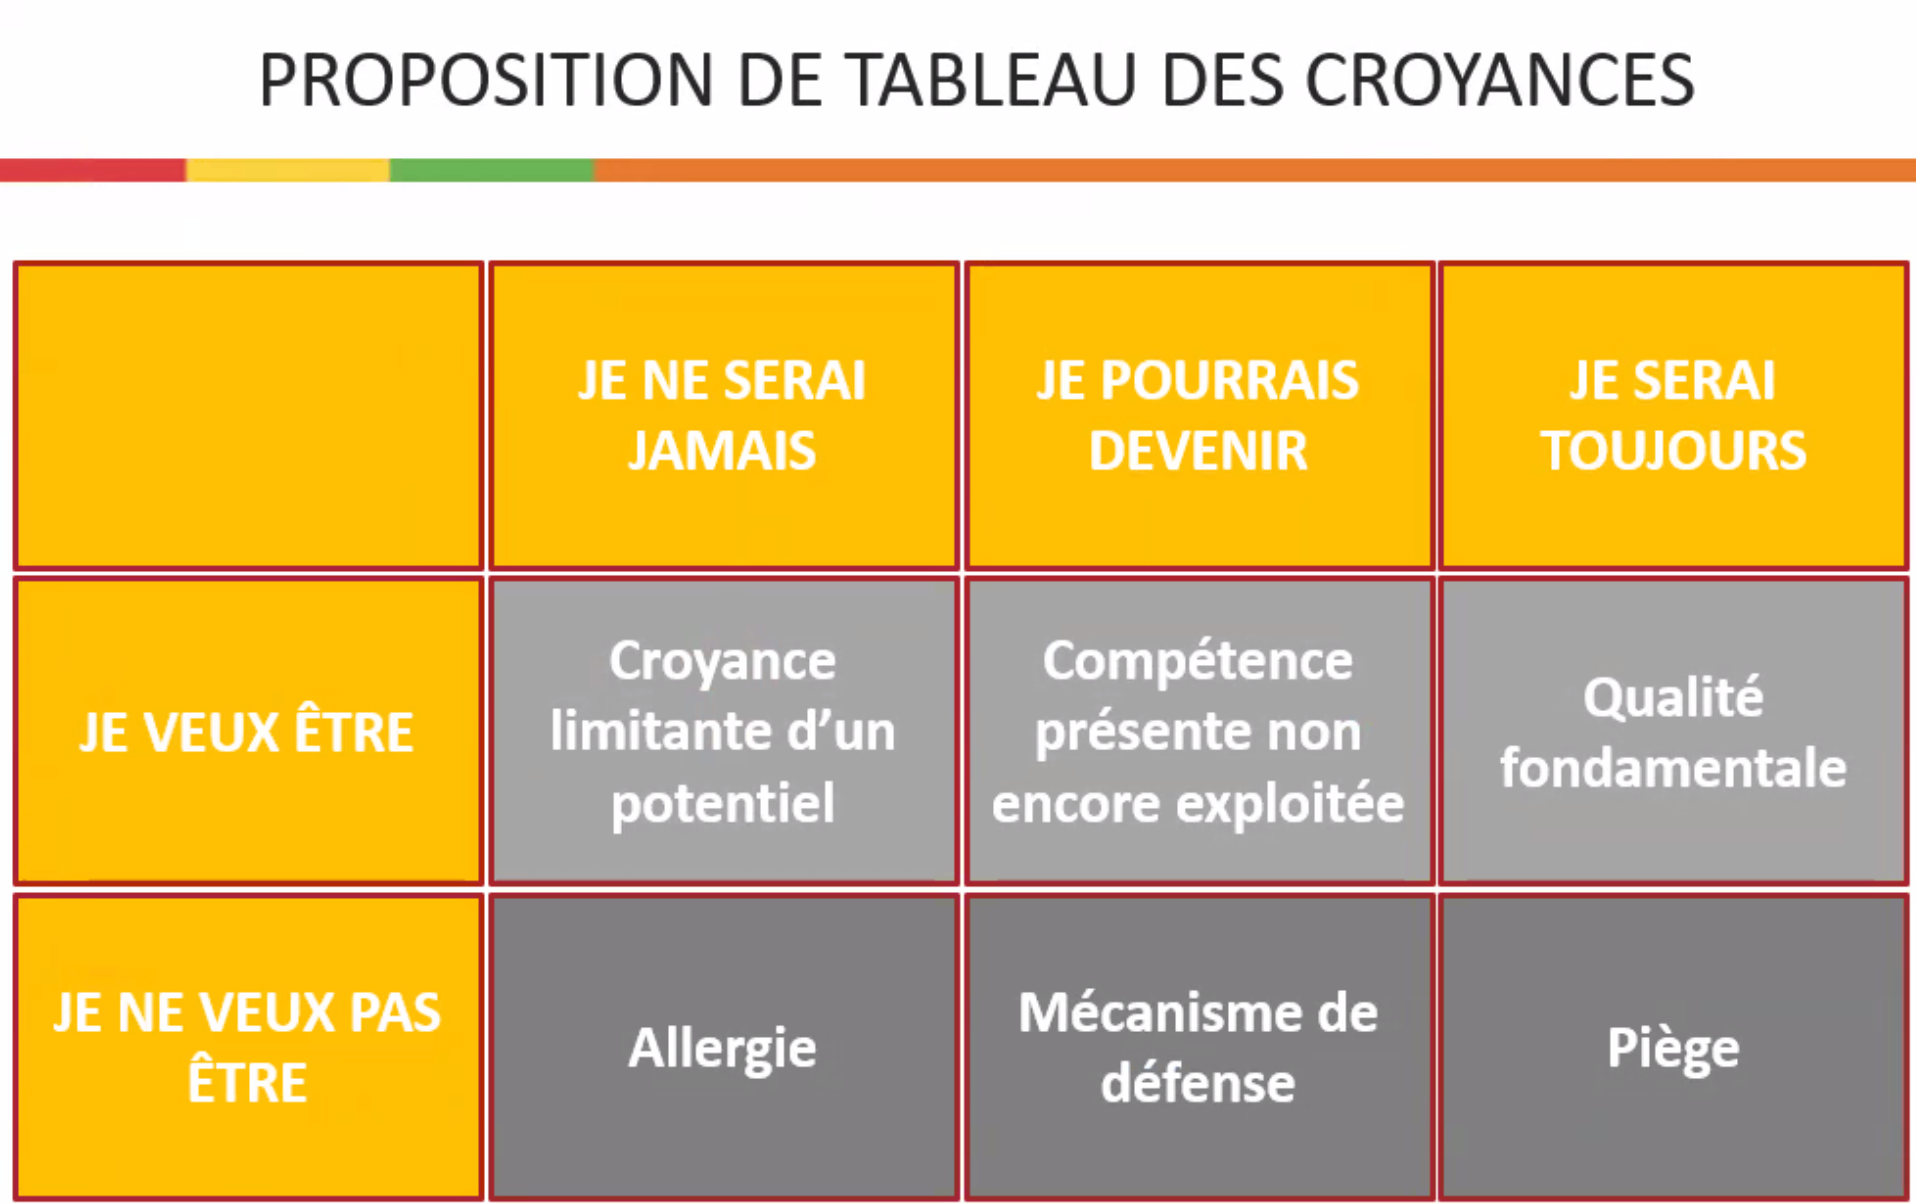 PROPOSITION DE TABLEAU DES CROYANCES
JE NE SERAI
JAMAIS
JE POURRAIS
DEVENIR
JE SERAI
TOUJOURS
JE VEUX ÊTRE
Croyance
limitante d’un
potentiel
Compétence
présente non
encore exploitée
Qualité
fondamentale
JE NE VEUX PAS
ÊTRE
Allergie
Mécanisme de
défense
Piège